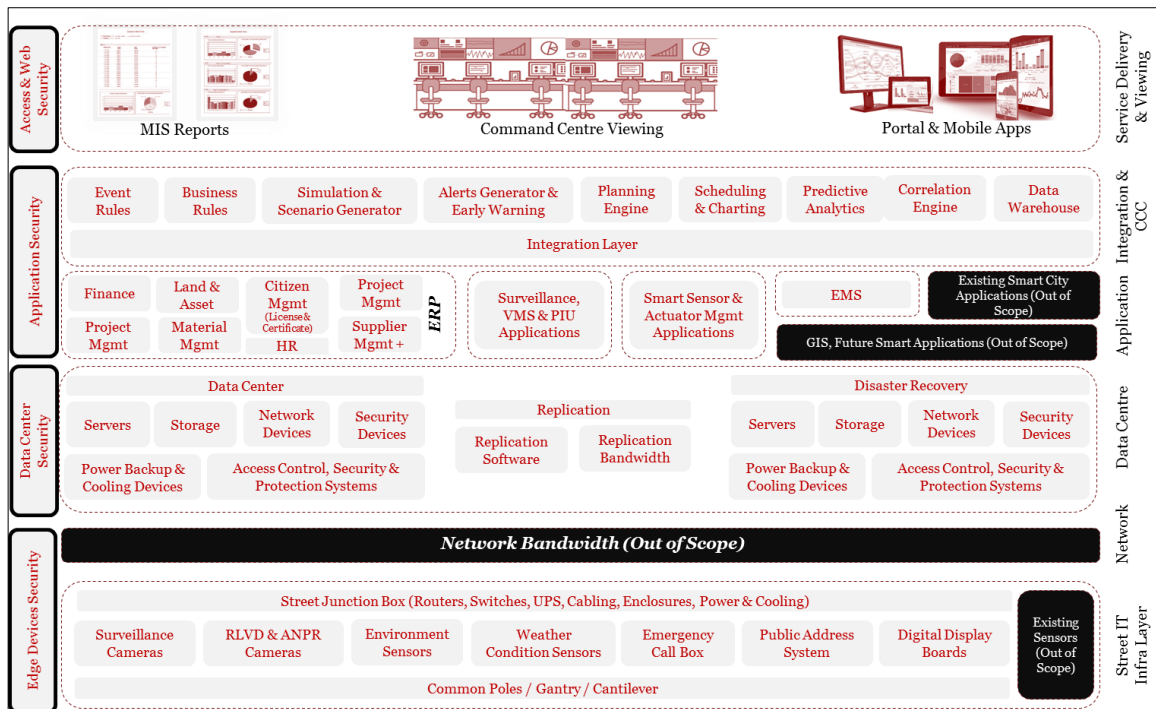 Access & Web
Security
MIS Reports
Command Centre Viewing
Portal & Mobile Apps
Service Delivery
& Viewing
Application Security
Event
Rules
Business
Rules
Simulation &
Scenario Generator
Alerts Generator &
Early Warning
Planning
Engine
Scheduling
& Charting
Predictive
Analytics
Correlation
Engine
Data
Warehouse
Integration Layer
Integration &
CCC
Finance
Land &
Asset
Citizen
Mgmt
(License &
Certificate)
Project
Mgmt
Project
Mgmt
Material
Mgmt
HR
Supplier
Mgmt +
ERP
Surveillance,
VMS & PIU
Applications
Smart Sensor &
Actuator Mgmt
Applications
EMS
Existing Smart City
Applications (Out of
Scope)
GIS, Future Smart Applications (Out of Scope)
Application
Data Center
Security
Data Center
Servers
Storage
Network
Devices
Security
Devices
Power Backup &
Cooling Devices
Access Control, Security &
Protection Systems
Replication
Replication
Software
Replication
Bandwidth
Disaster Recovery
Servers
Storage
Network
Devices
Security
Devices
Power Backup &
Cooling Devices
Access Control, Security &
Protection Systems
Data Centre
Network Bandwidth (Out of Scope)
Network
Edge Devices Security
Street Junction Box (Routers, Switches, UPS, Cabling, Enclosures, Power & Cooling)
Surveillance
Cameras
RLVD & ANPR
Cameras
Environment
Sensors
Weather
Condition Sensors
Emergency
Call Box
Public Address
System
Digital Display
Boards
Common Poles / Gantry / Cantilever
Existing
Sensors
(Out of
Scope)
Street IT
Infra Layer